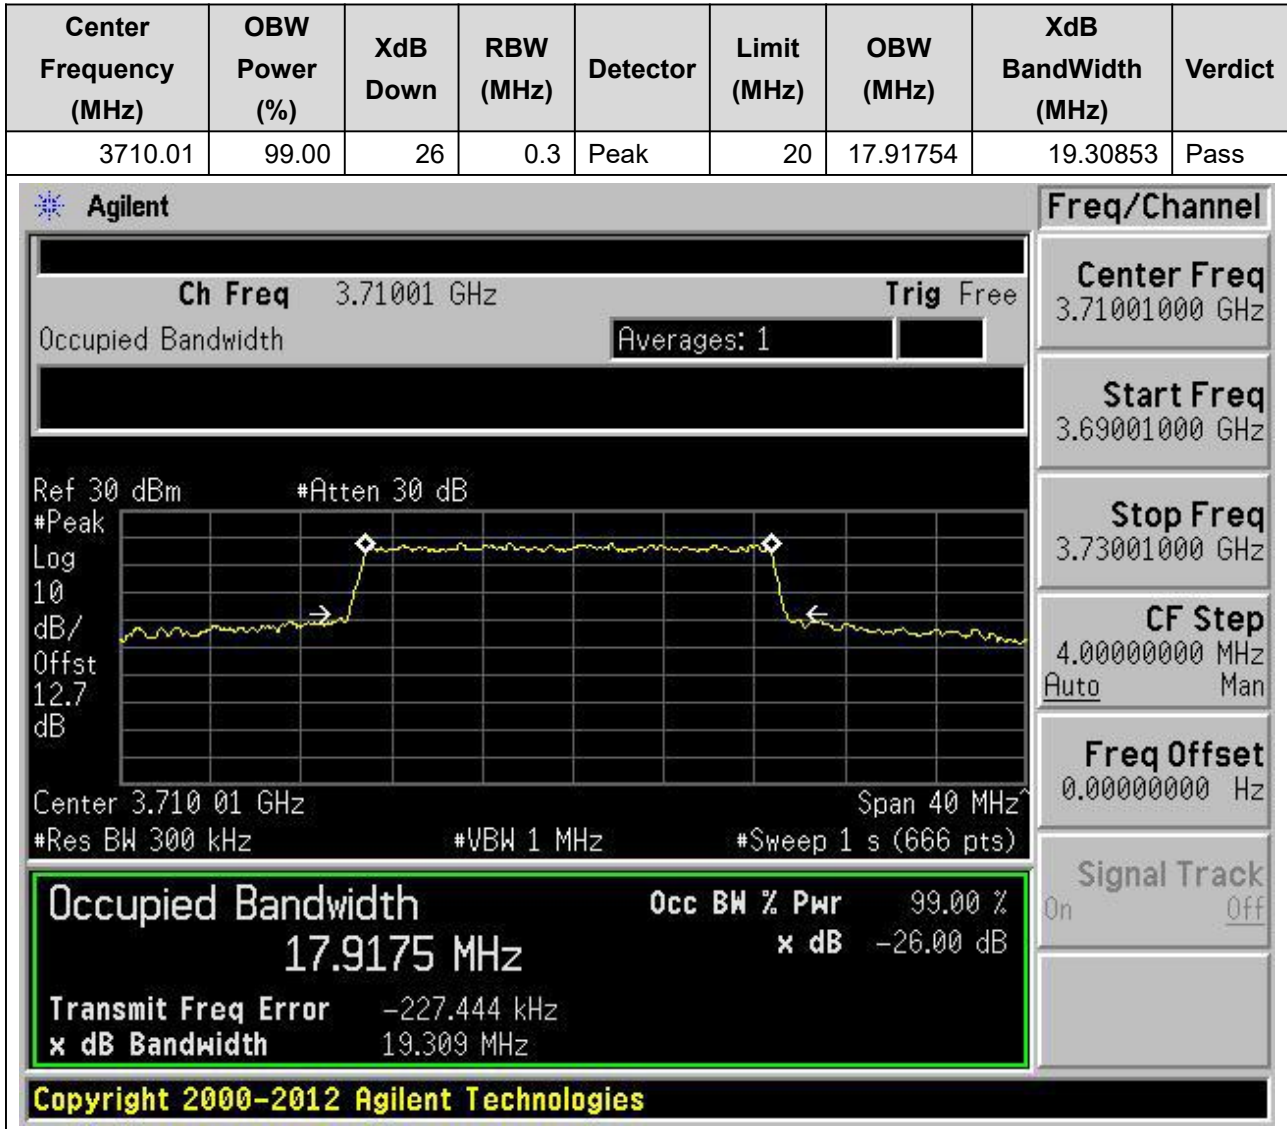 Center Frequency (MHz) OBW Power (%) XdB Down RBW (MHz) Detector Limit (MHz) OBW (MHz) XdB BandWidth (MHz) Verdict
3710.01 99.00 26 0.3 Peak 20 17.91754 19.30853 Pass
Agilent
Ch Freq 3.71001 GHz Trig Free
Occupied Bandwidth Averages: 1
Ref 30 dBm #Atten 30 dB
#Peak
Log
10
dB/
Offst
12.7
dB
Center 3.710 01 GHz Span 40 MHz^
#Res BW 300 kHz #VBW 1 MHz #Sweep 1 s (666 pts)
Occupied Bandwidth Occ BW % Pwr 99.00 %
17.9175 MHz x dB -26.00 dB
Transmit Freq Error -227.444 kHz
x dB Bandwidth 19.309 MHz
Copyright 2000-2012 Agilent Technologies
Freq/Channel
Center Freq
3.71001000 GHz
Start Freq
3.69001000 GHz
Stop Freq
3.73001000 GHz
CF Step
4.00000000 MHz
Auto Man
Freq Offset
0.00000000 Hz
Signal Track
On Off